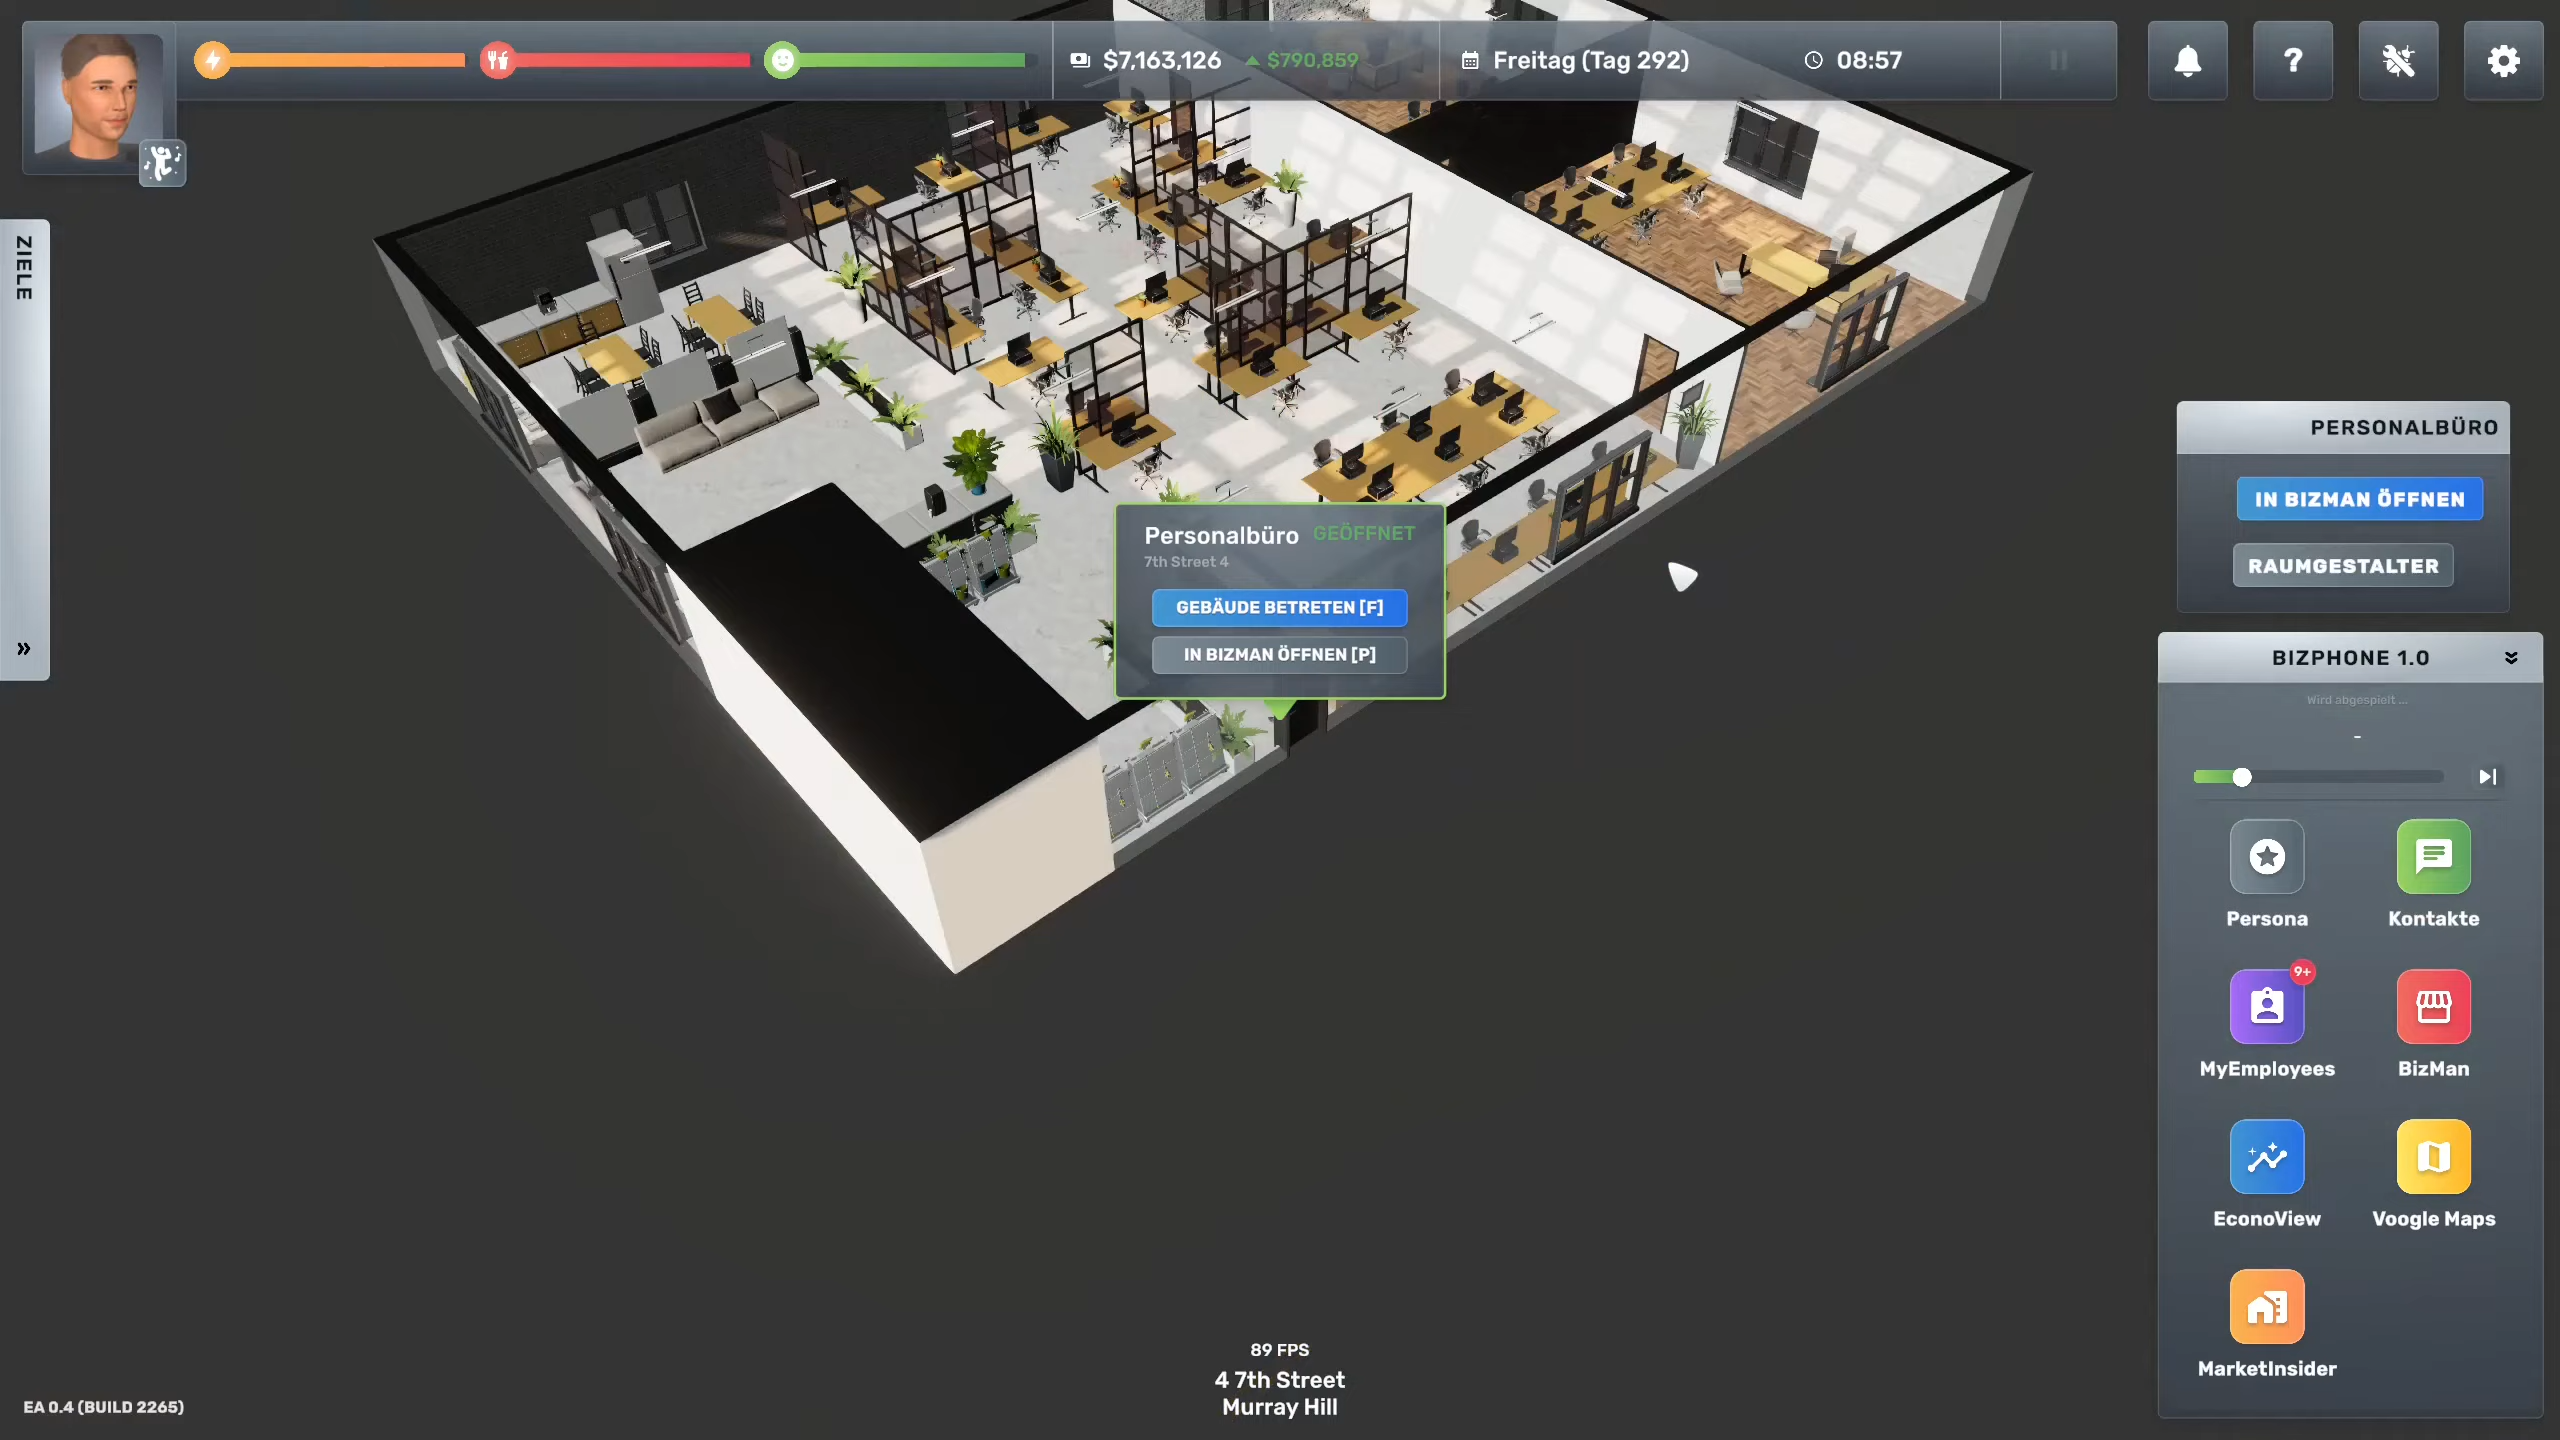 $7,163,126
$790,859
Freitag (Tag 292)
08:57
?
ZIELE
PERSONALBÜRO
IN BIZMAN ÖFFNEN
RAUMGESTALTER
Personalbüro GEÖFFNET
7th Street 4
GEBÄUDE BETRETEN [F]
IN BIZMAN ÖFFNEN [P]
BIZPHONE 1.0
Wird abgespielt ...
-
Persona
Kontakte
9+
MyEmployees
BizMan
EconoView
Voogle Maps
MarketInsider
89 FPS
4 7th Street
Murray Hill
EA 0.4 (BUILD 2265)